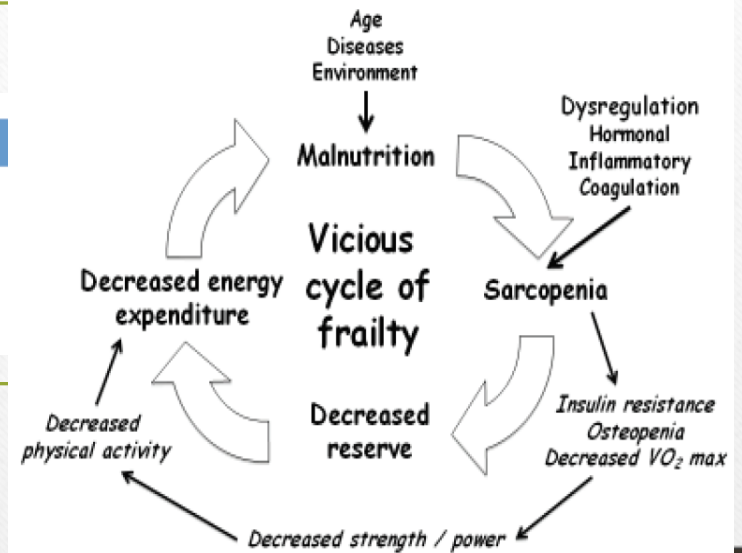 Age
Diseases
Environment
Malnutrition
Dysregulation
Hormonal
Inflammatory
Coagulation
Vicious
cycle of
frailty
Sarcopenia
Insulin resistance
Osteopenia
Decreased VO₂ max
Decreased
reserve
Decreased strength / power
Decreased
physical activity
Decreased energy
expenditure